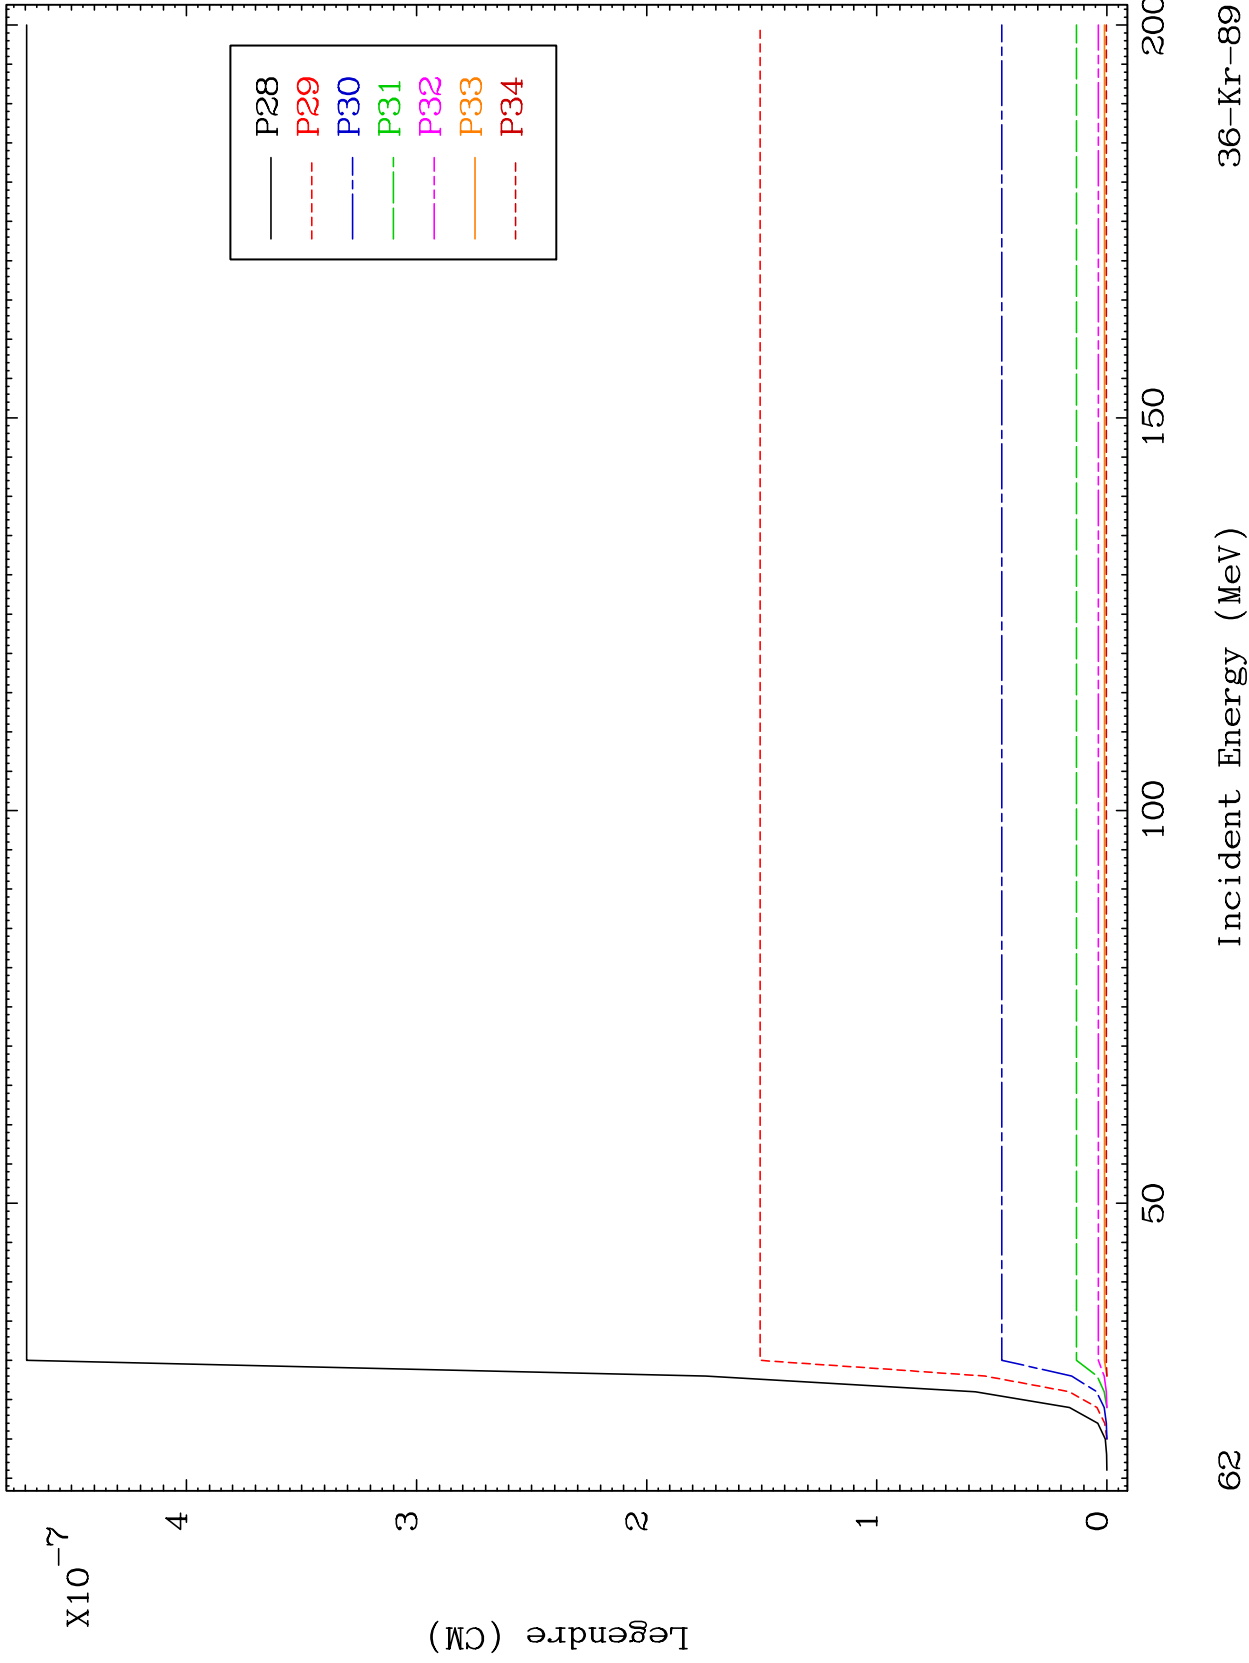 X10⁻⁷
4
3
2
1
0
Legendre (CM)
P28
P29
P30
P31
P32
P33
P34
50
100
150
200
Incident Energy (MeV)
62
36-Kr-89